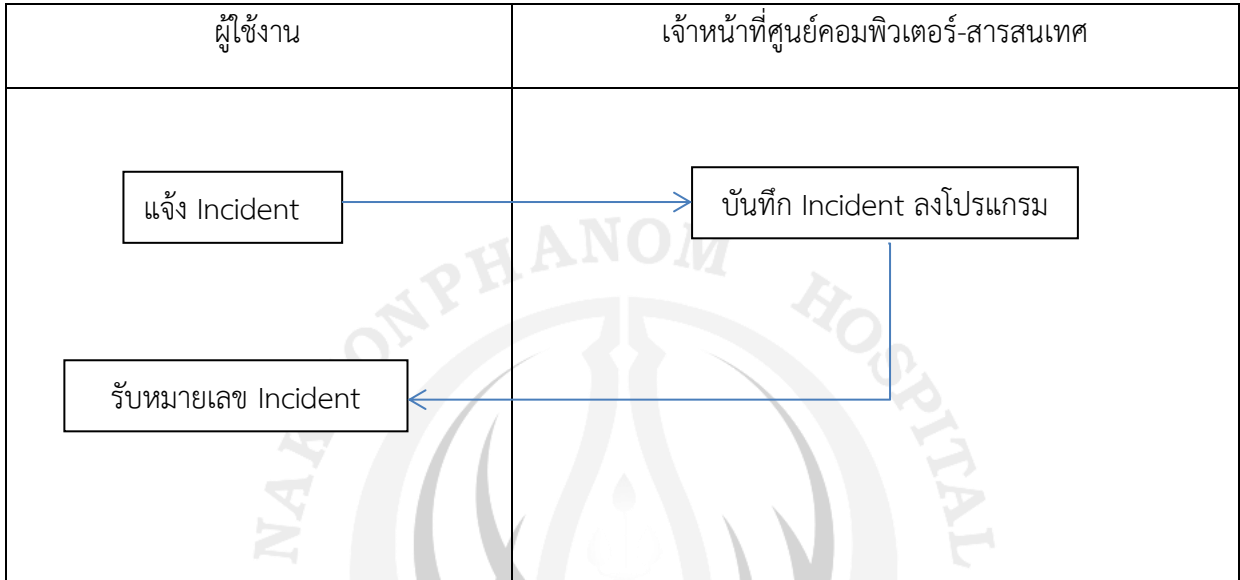 ผู้ใช้งาน
เจ้าหน้าที่ศูนย์คอมพิวเตอร์-สารสนเทศ
แจ้ง Incident
บันทึก Incident ลงโปรแกรม
รับหมายเลข Incident
NAKONPHANOM HOSPITAL